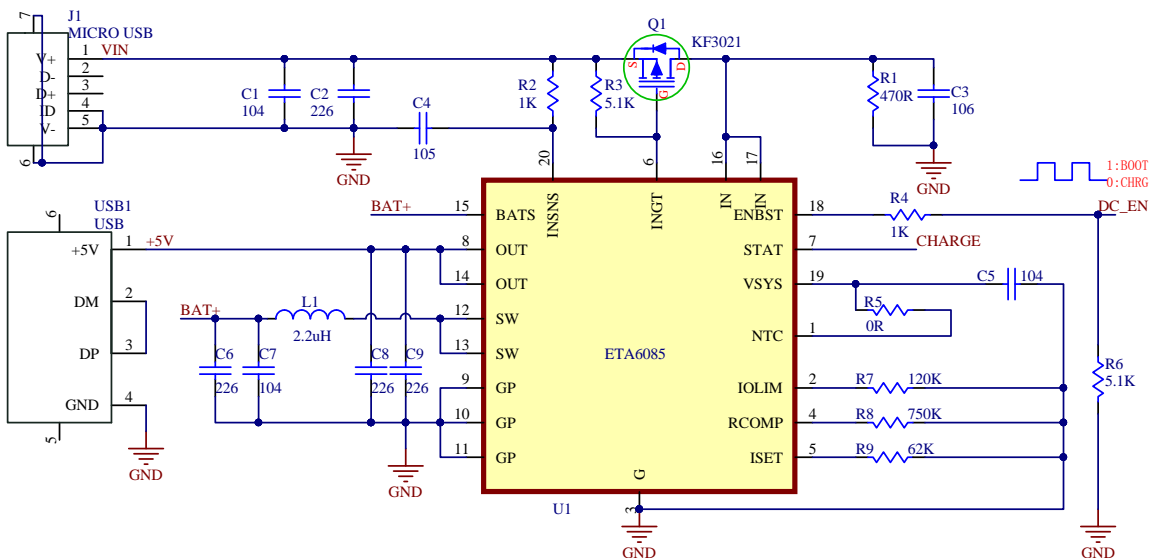 7
J1
MICRO USB
V+
1
VIN
D-
2
D+
3
ID
4
V-
5
6
C1
104
C2
226
C4
105
GND
R2
1K
R3
5.1K
Q1
KF3021
S
D
G
R1
470R
C3
106
GND
20
6
16
17
INSNS
INGT
IN
IN
1:BOOT
0:CHRG
DC_EN
R4
1K
BAT+
15
BATS
ENBST
18
8
OUT
STAT
7
CHARGE
14
OUT
VSYS
19
C5
104
12
SW
R5
0R
NTC
1
13
SW
ETA6085
9
GP
IOLIM
2
R7
120K
10
GP
RCOMP
4
R8
750K
11
GP
ISET
5
R9
62K
R6
5.1K
G
3
U1
GND
GND
USB1
USB
6
+5V
1
+5V
DM
2
DP
3
GND
4
5
GND
BAT+
L1
2.2uH
C6
226
C7
104
C8
226
C9
226
GND